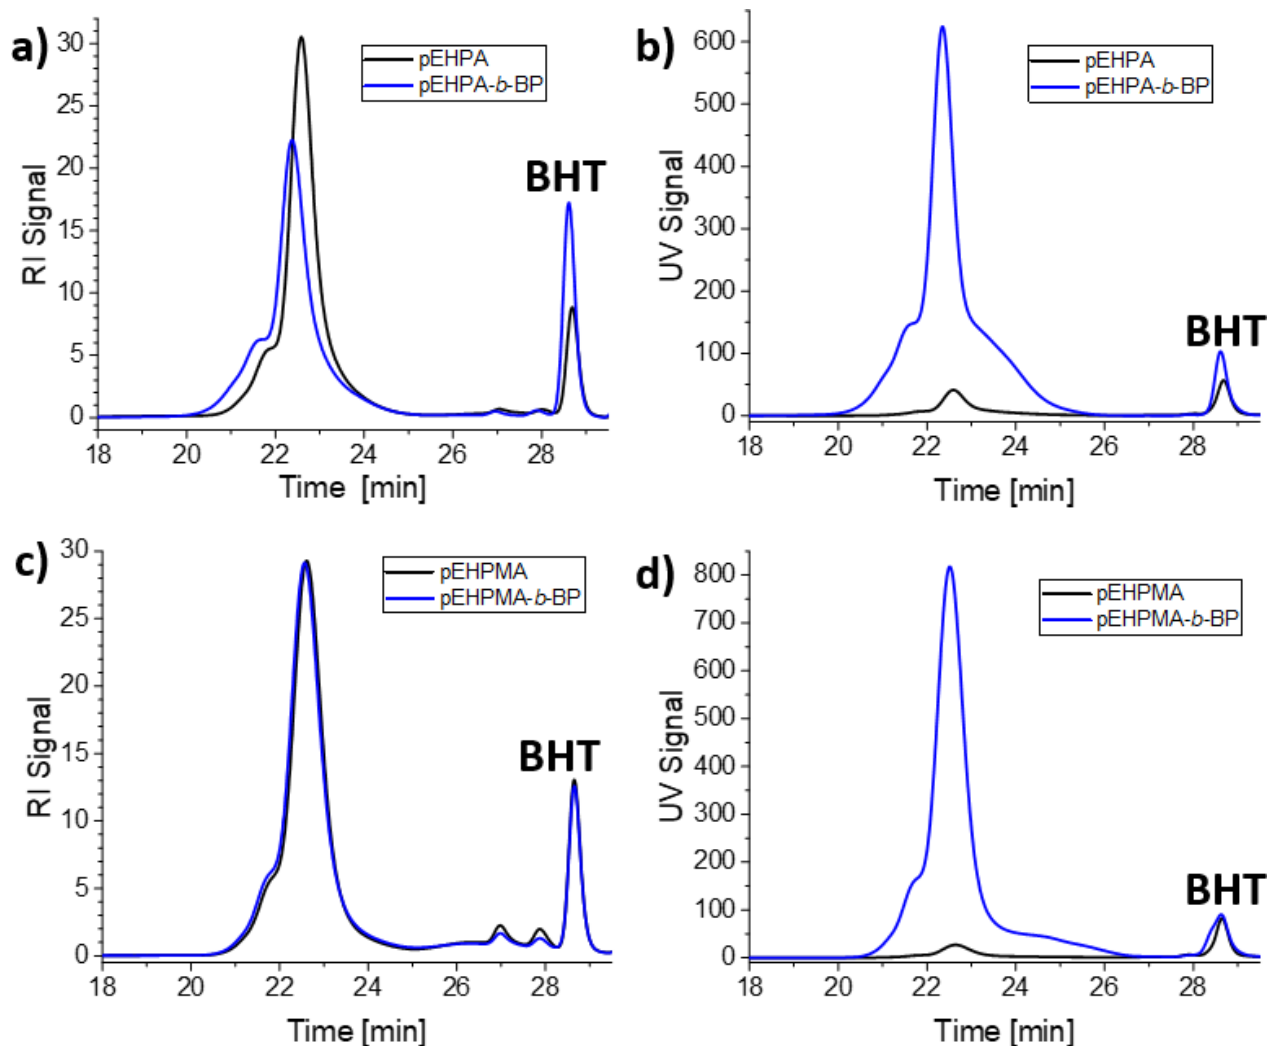 a)
pEHPA
pEHPA-b-BP
BHT
RI Signal
30
25
20
15
10
5
0
18 20 22 24 26 28
Time [min]
b)
pEHPA
pEHPA-b-BP
BHT
UV Signal
600
500
400
300
200
100
0
18 20 22 24 26 28
Time [min]
c)
pEHPMA
pEHPMA-b-BP
BHT
RI Signal
30
25
20
15
10
5
0
18 20 22 24 26 28
Time [min]
d)
pEHPMA
pEHPMA-b-BP
BHT
UV Signal
800
700
600
500
400
300
200
100
0
18 20 22 24 26 28
Time [min]